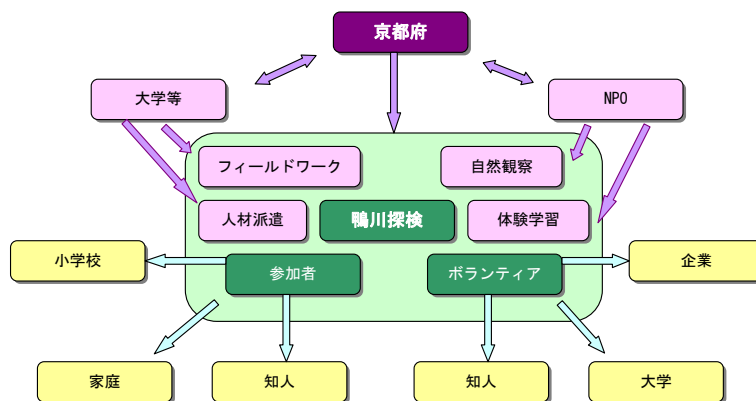 京都府
大学等
NPO
フィールドワーク
自然観察
人材派遣
鴨川探検
体験学習
小学校
参加者
ボランティア
企業
家庭
知人
知人
大学